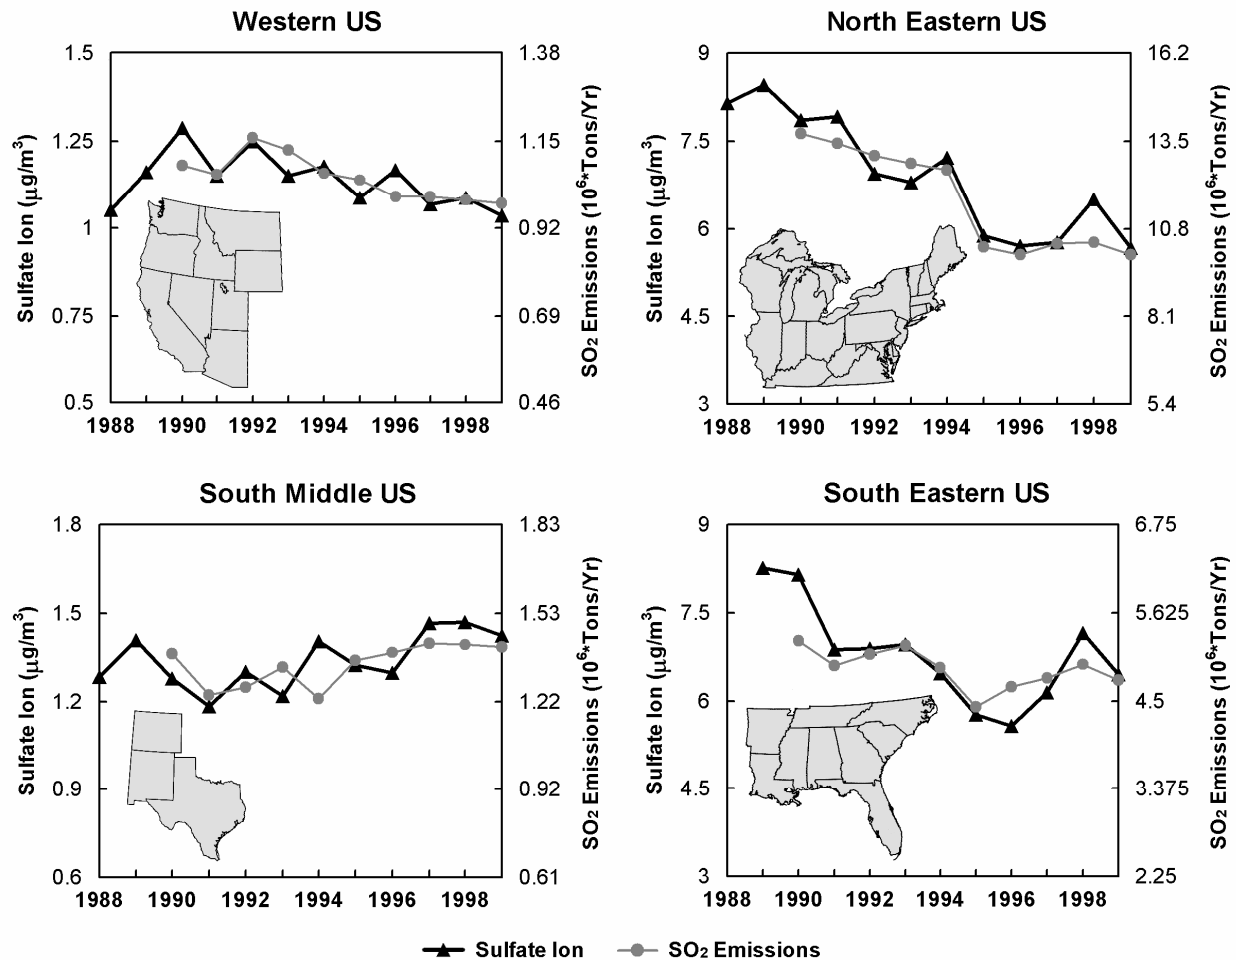 Western US
1.5
1.25
1
0.75
0.5
Sulfate Ion (µg/m³)
1.38
1.15
0.92
0.69
0.46
SO₂ Emissions (10⁶*Tons/Yr)
1988 1990 1992 1994 1996 1998
North Eastern US
9
7.5
6
4.5
3
Sulfate Ion (µg/m³)
16.2
13.5
10.8
8.1
5.4
SO₂ Emissions (10⁶*Tons/Yr)
1988 1990 1992 1994 1996 1998
South Middle US
1.8
1.5
1.2
0.9
0.6
Sulfate Ion (µg/m³)
1.83
1.53
1.22
0.92
0.61
SO₂ Emissions (10⁶*Tons/Yr)
1988 1990 1992 1994 1996 1998
South Eastern US
9
7.5
6
4.5
3
Sulfate Ion (µg/m³)
6.75
5.625
4.5
3.375
2.25
SO₂ Emissions (10⁶*Tons/Yr)
1988 1990 1992 1994 1996 1998
Sulfate Ion SO₂ Emissions